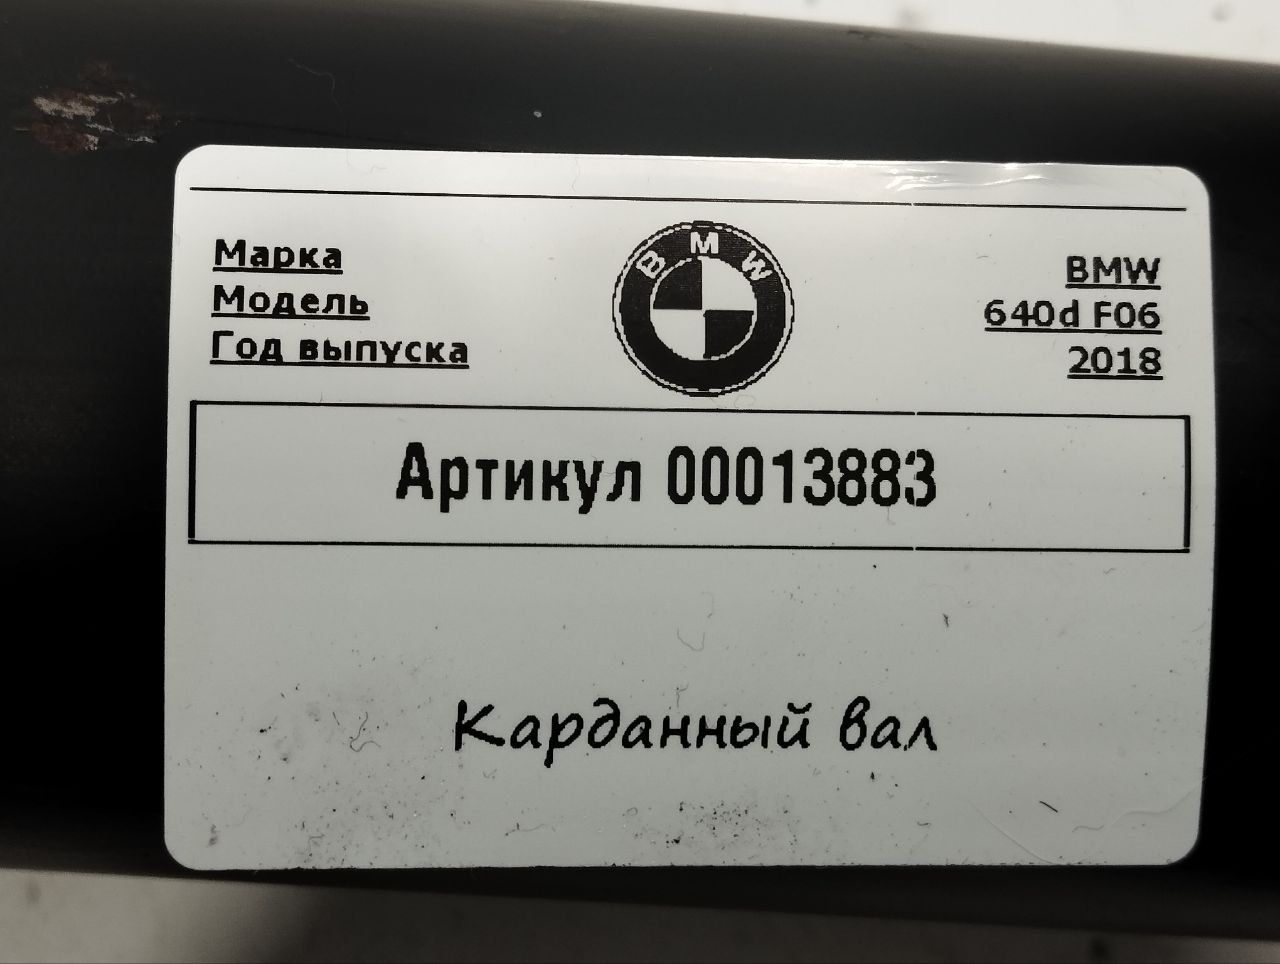 Марка BMW
Модель 640d F06
Год выпуска 2018
BMW
Артикул 00013883
Карданный вал